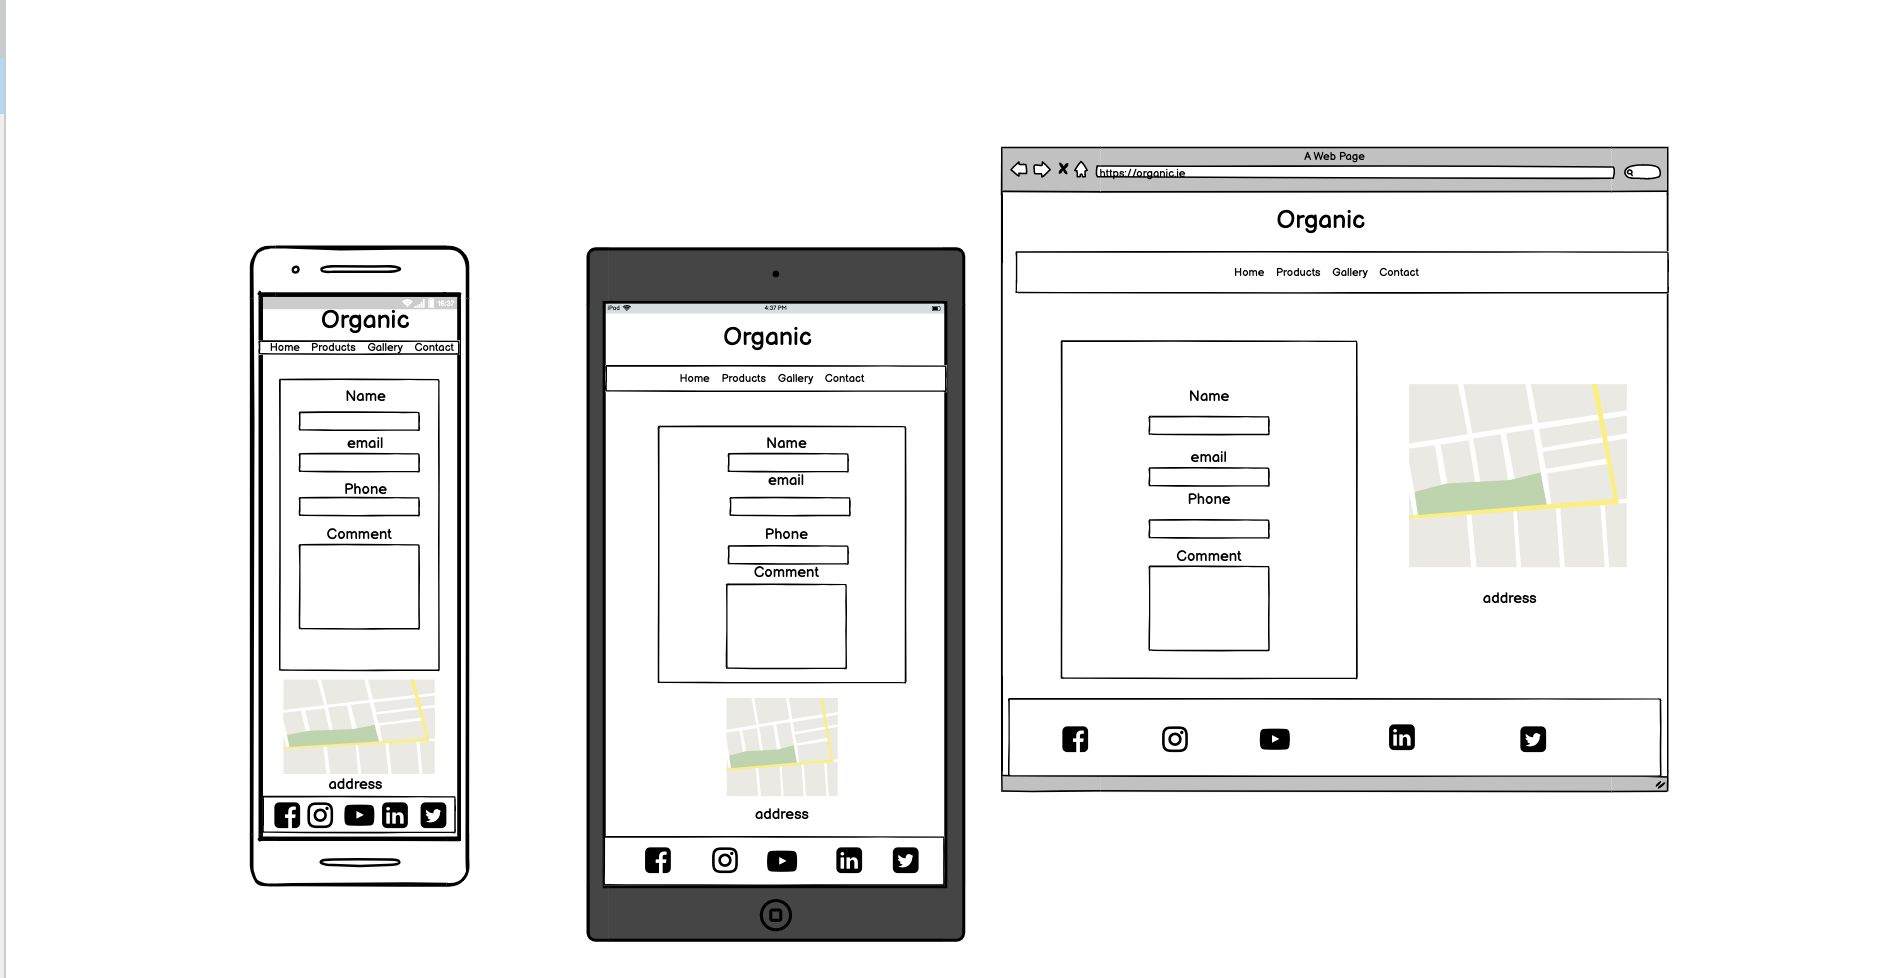 16:37
Organic
Home Products Gallery Contact
Name
email
Phone
Comment
address
iPad 4:37 PM
Organic
Home Products Gallery Contact
Name
email
Phone
Comment
address
A Web Page
https://organic.ie
Organic
Home Products Gallery Contact
Name
email
Phone
Comment
address